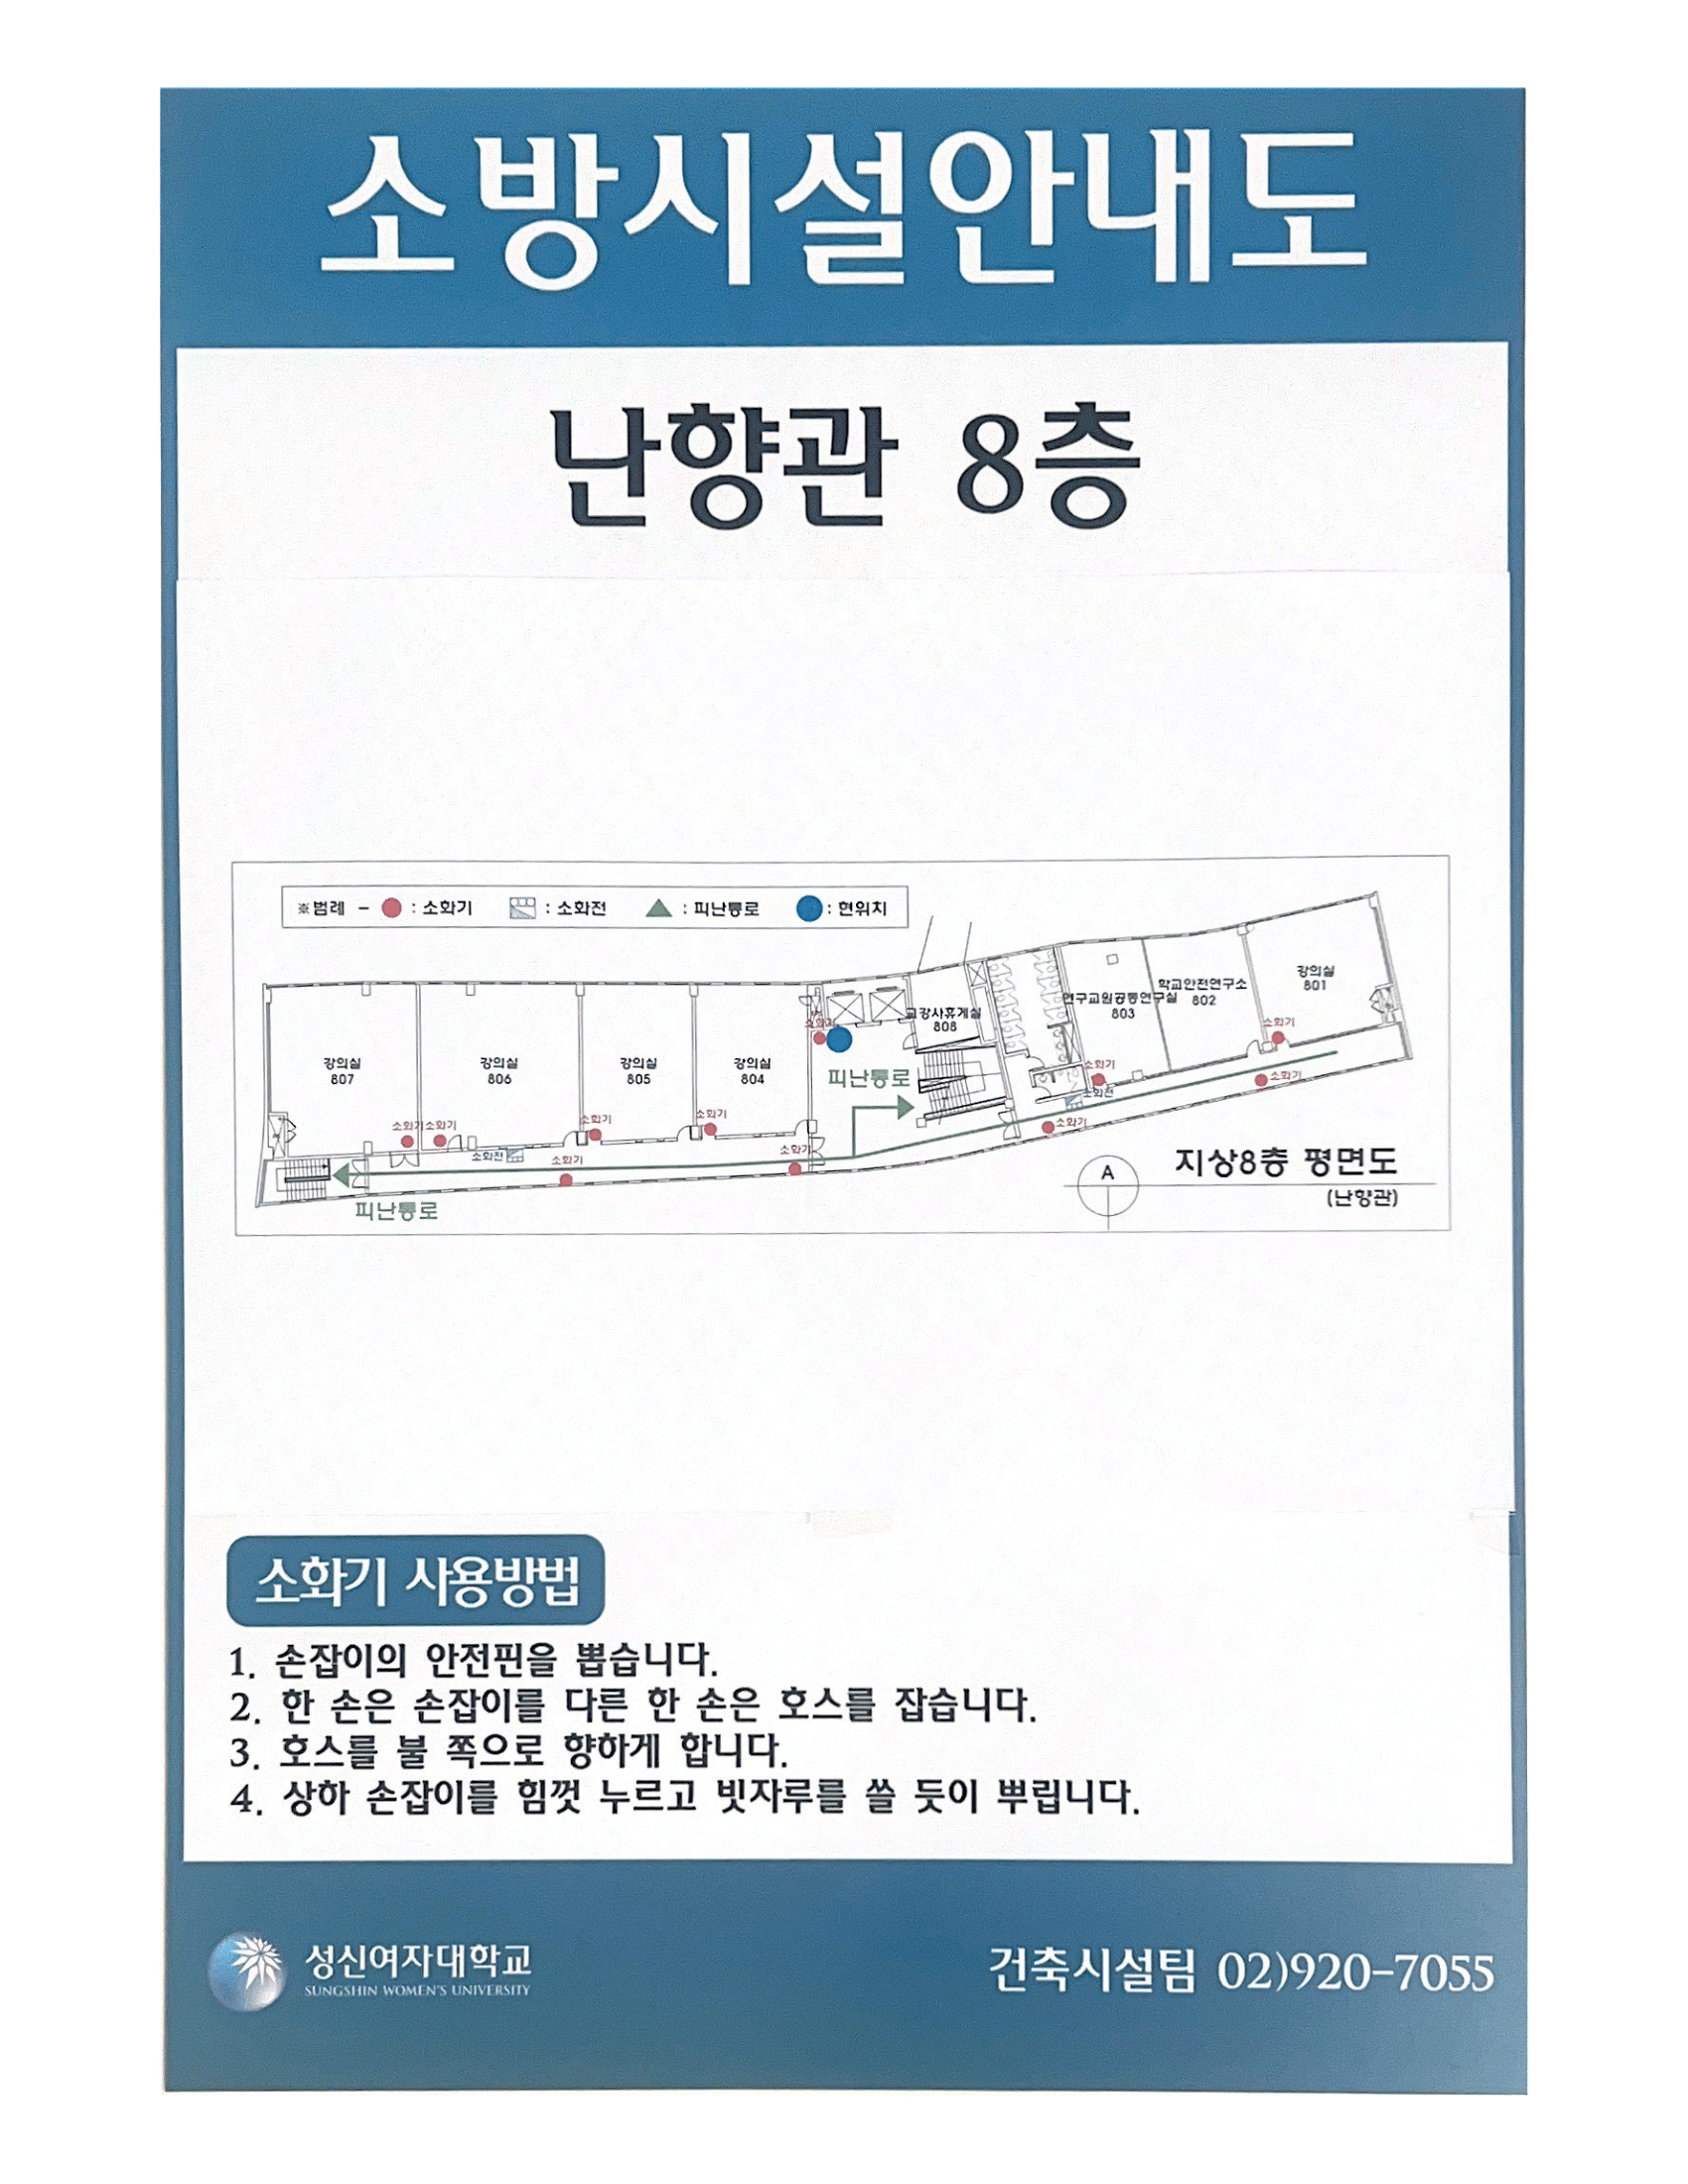 소방시설안내도
난향관 8층
※범례 - : 소화기 : 소화전 : 피난통로 : 현위치
강의실
801
학교안전연구소
802
연구교원공동연구실
803
교강사휴게실
808
소화기
소화기
강의실
807
강의실
806
강의실
805
강의실
804
피난통로
소화기
소화전
소화기
소화기
소화기
소화기
소화기
소화기
소화기
소화전
소화기
소화기
피난통로
A
지상8층 평면도
(난향관)
소화기 사용방법
1. 손잡이의 안전핀을 뽑습니다.
2. 한 손은 손잡이를 다른 한 손은 호스를 잡습니다.
3. 호스를 불 쪽으로 향하게 합니다.
4. 상하 손잡이를 힘껏 누르고 빗자루를 쓸 듯이 뿌립니다.
성신여자대학교
SUNGSHIN WOMEN'S UNIVERSITY
건축시설팀 02)920-7055